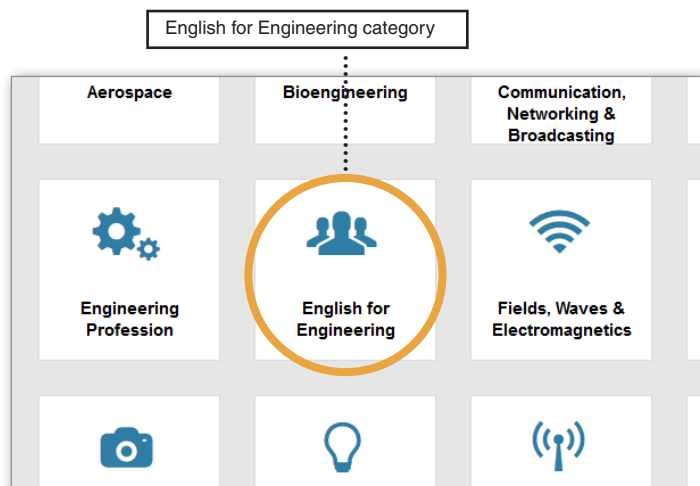 English for Engineering category
Aerospace
Bioengineering
Communication,
Networking &
Broadcasting
Engineering
Profession
English for
Engineering
Fields, Waves &
Electromagnetics